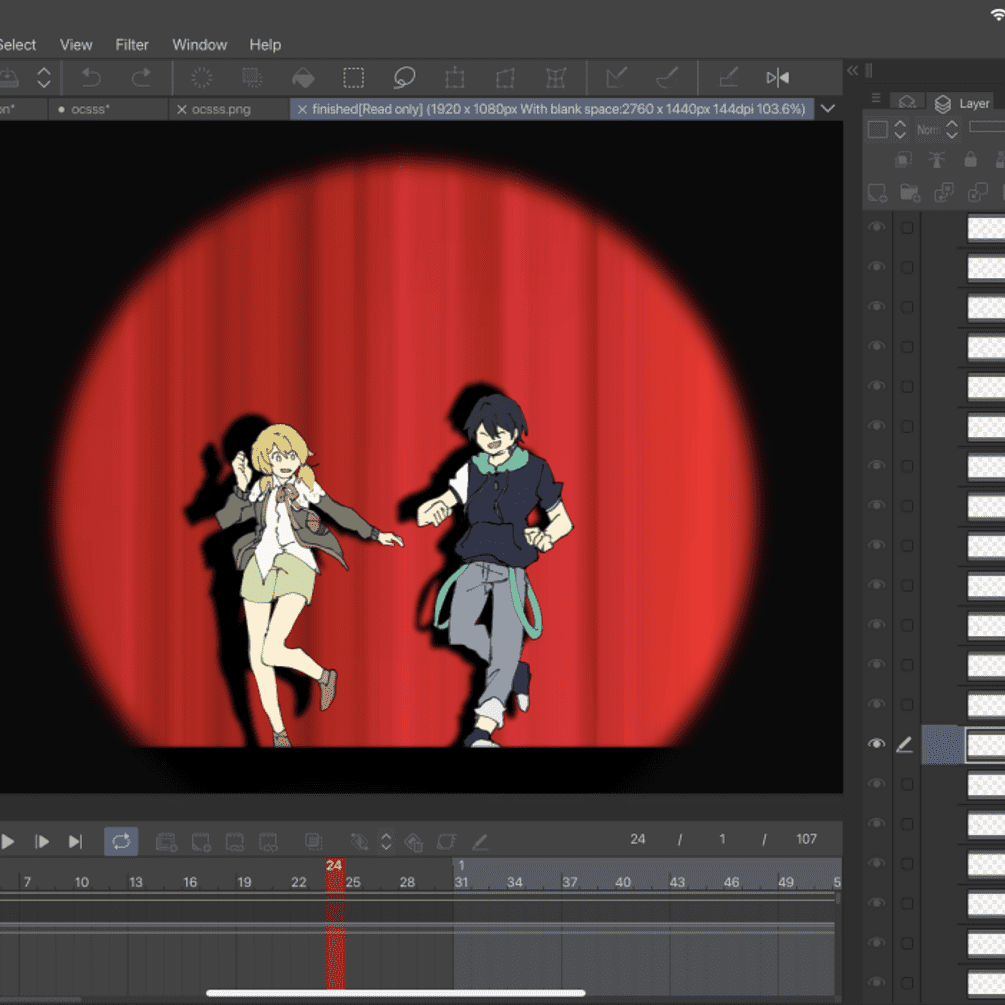 Select View Filter Window Help
on* ocsss* ocsss.png finished[Read only] (1920 x 1080px With blank space:2760 x 1440px 144dpi 103.6%)
Layer
Norm
24 / 1 / 107
24 1
7 10 13 16 19 22 25 28 31 34 37 40 43 46 49 5